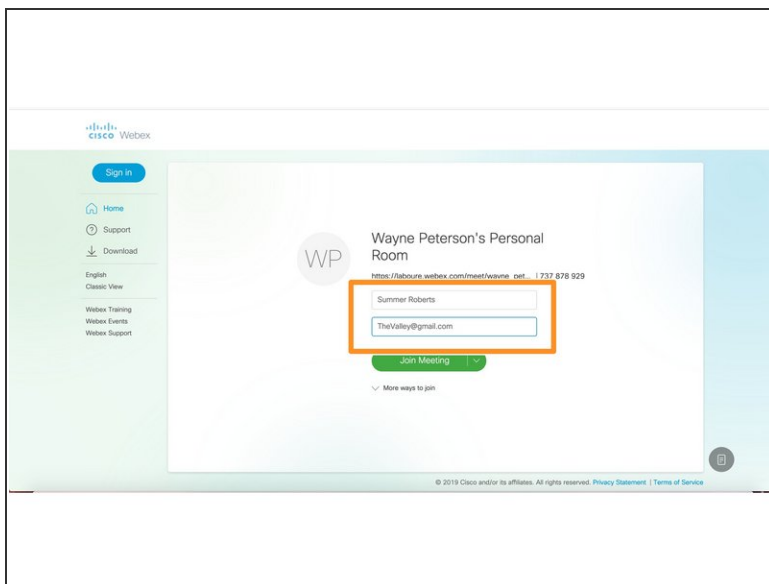 CISCO Webex
Sign in
Home
Support
Download
English
Classic View
Webex Training
Webex Events
Webex Support
WP
Wayne Peterson's Personal
Room
https://laboure.webex.com/meet/wayne_pet... | 737 878 929
Summer Roberts
TheValley@gmail.com
Join Meeting
More ways to join
© 2019 Cisco and/or its affiliates. All rights reserved. Privacy Statement | Terms of Service